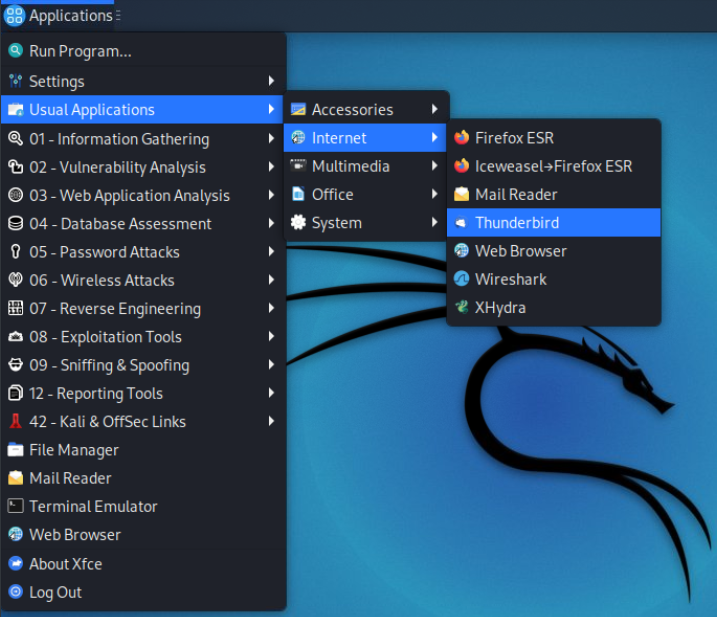 Applications
Run Program...
Settings
Usual Applications
01 - Information Gathering
02 - Vulnerability Analysis
03 - Web Application Analysis
04 - Database Assessment
05 - Password Attacks
06 - Wireless Attacks
07 - Reverse Engineering
08 - Exploitation Tools
09 - Sniffing & Spoofing
12 - Reporting Tools
42 - Kali & OffSec Links
File Manager
Mail Reader
Terminal Emulator
Web Browser
About Xfce
Log Out
Accessories
Internet
Multimedia
Office
System
Firefox ESR
Iceweasel→Firefox ESR
Mail Reader
Thunderbird
Web Browser
Wireshark
XHydra